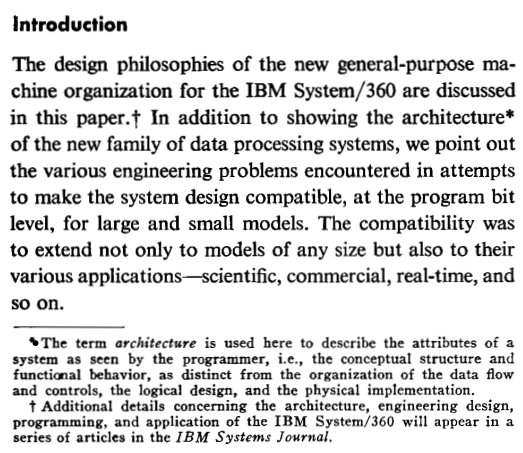 Introduction
The design philosophies of the new general-purpose ma-
chine organization for the IBM System/360 are discussed
in this paper.† In addition to showing the architecture*
of the new family of data processing systems, we point out
the various engineering problems encountered in attempts
to make the system design compatible, at the program bit
level, for large and small models. The compatibility was
to extend not only to models of any size but also to their
various applications—scientific, commercial, real-time, and
so on.
*The term architecture is used here to describe the attributes of a
system as seen by the programmer, i.e., the conceptual structure and
functional behavior, as distinct from the organization of the data flow
and controls, the logical design, and the physical implementation.
† Additional details concerning the architecture, engineering design,
programming, and application of the IBM System/360 will appear in a
series of articles in the IBM Systems Journal.